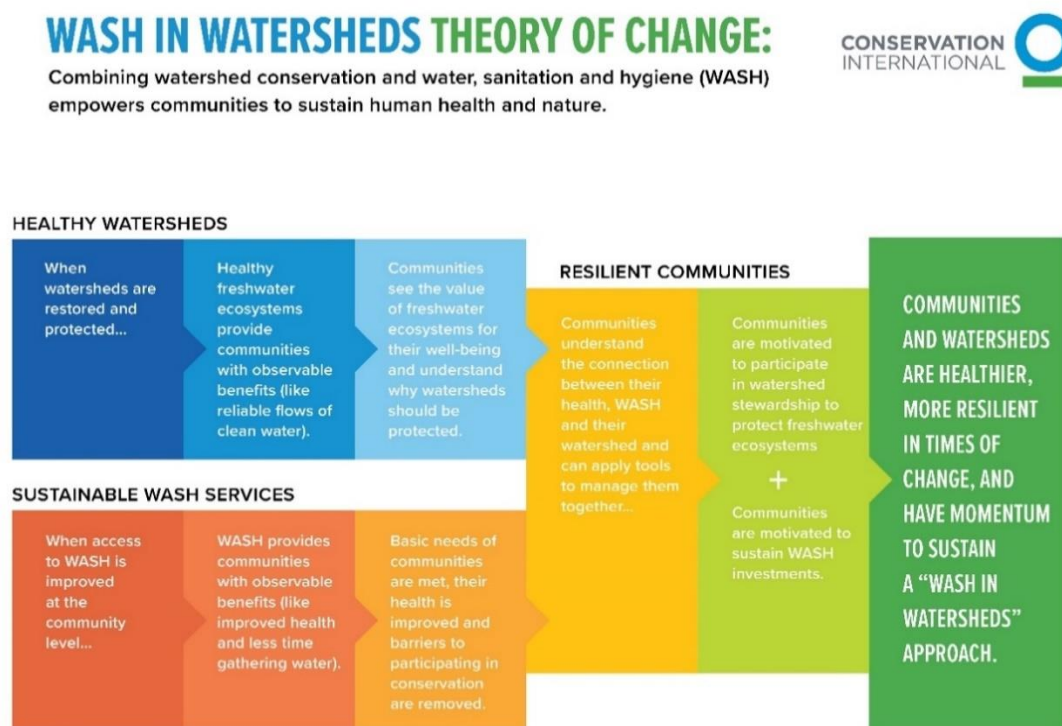 WASH IN WATERSHEDS THEORY OF CHANGE:
Combining watershed conservation and water, sanitation and hygiene (WASH)
empowers communities to sustain human health and nature.
CONSERVATION
INTERNATIONAL
HEALTHY WATERSHEDS
When
watersheds are
restored and
protected...
Healthy
freshwater
ecosystems
provide
communities
with observable
benefits (like
reliable flows of
clean water).
Communities
see the value
of freshwater
ecosystems for
their well-being
and understand
why watersheds
should be
protected.
SUSTAINABLE WASH SERVICES
When access
to WASH is
improved
at the
community
level...
WASH provides
communities
with observable
benefits (like
improved health
and less time
gathering water).
Basic needs of
communities
are met, their
health is
improved and
barriers to
participating in
conservation
are removed.
RESILIENT COMMUNITIES
Communities
understand
the connection
between their
health, WASH
and their
watershed and
can apply tools
to manage them
together...
Communities
are motivated
to participate
in watershed
stewardship to
protect freshwater
ecosystems
+
Communities
are motivated to
sustain WASH
investments.
COMMUNITIES
AND WATERSHEDS
ARE HEALTHIER,
MORE RESILIENT
IN TIMES OF
CHANGE, AND
HAVE MOMENTUM
TO SUSTAIN
A “WASH IN
WATERSHEDS”
APPROACH.